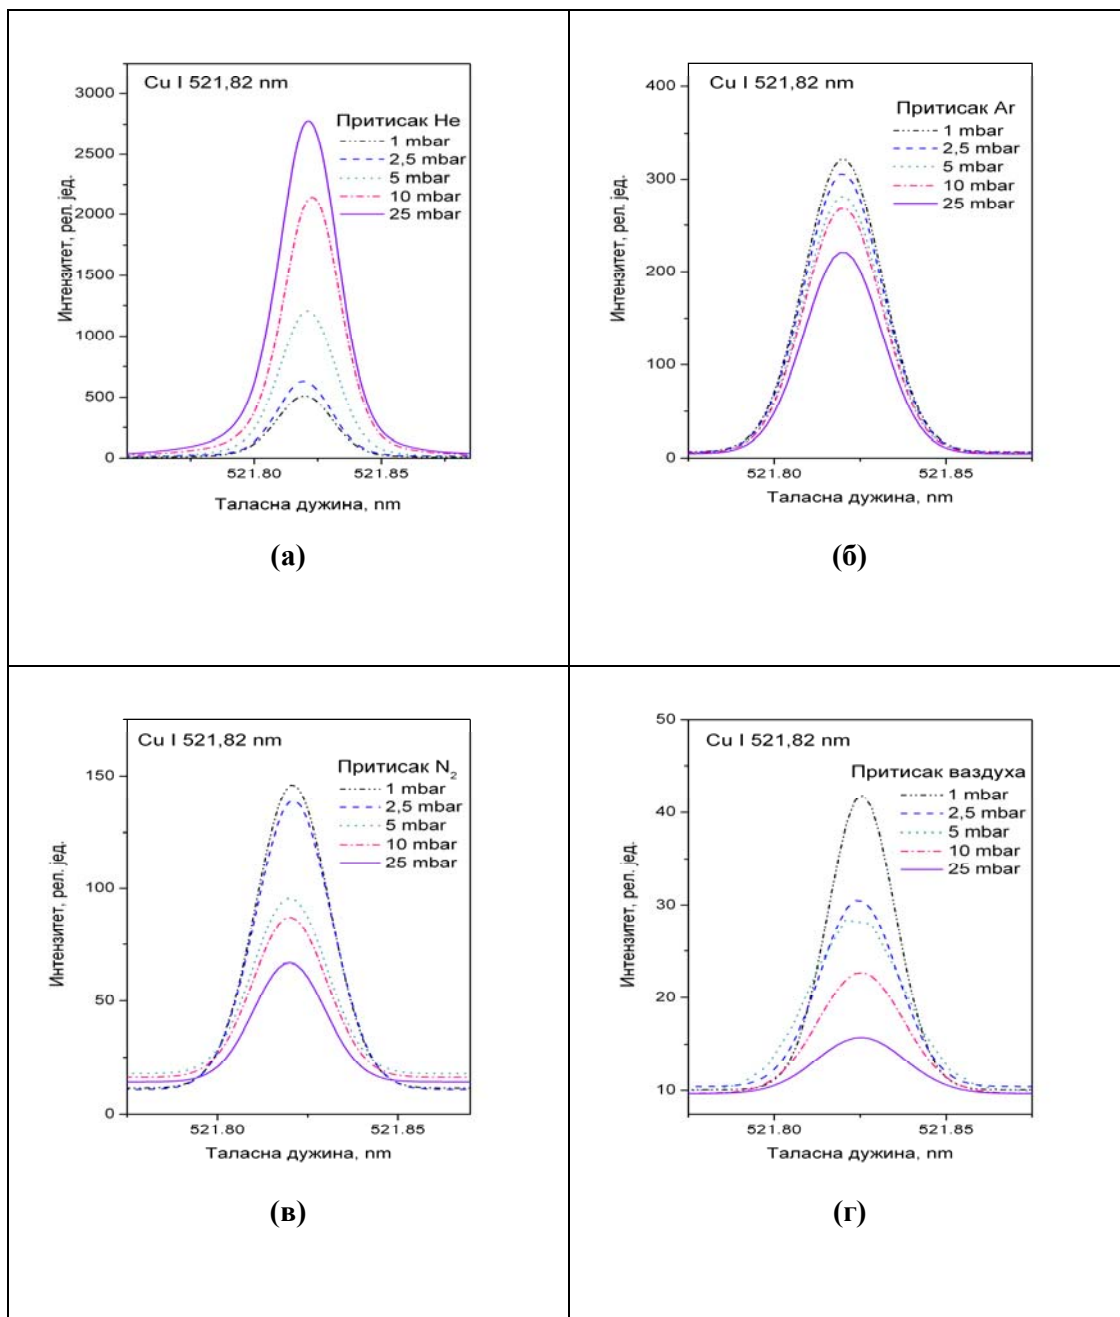 Cu I 521,82 nm
Притисак He
1 mbar
2,5 mbar
5 mbar
10 mbar
25 mbar
3000
2500
2000
1500
1000
500
0
Интензитет, рел. јед.
521.80
521.85
Таласна дужина, nm
(а)
Cu I 521,82 nm
Притисак Ar
1 mbar
2,5 mbar
5 mbar
10 mbar
25 mbar
400
300
200
100
0
Интензитет, рел. јед.
521.80
521.85
Таласна дужина, nm
(б)
Cu I 521,82 nm
Притисак N₂
1 mbar
2,5 mbar
5 mbar
10 mbar
25 mbar
150
100
50
0
Интензитет, рел. јед.
521.80
521.85
Таласна дужина, nm
(в)
Cu I 521,82 nm
Притисак ваздуха
1 mbar
2,5 mbar
5 mbar
10 mbar
25 mbar
50
40
30
20
10
Интензитет, рел. јед.
521.80
521.85
Таласна дужина, nm
(г)